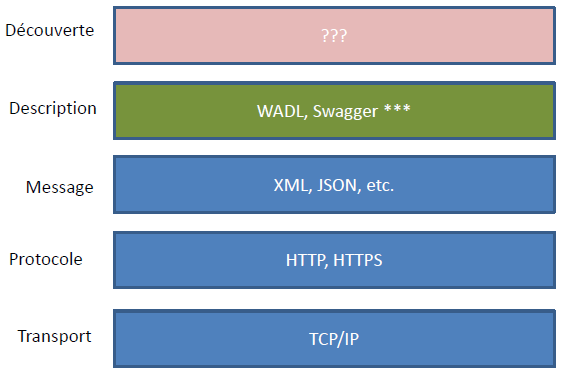 Découverte
???
Description
WADL, Swagger ***
Message
XML, JSON, etc.
Protocole
HTTP, HTTPS
Transport
TCP/IP